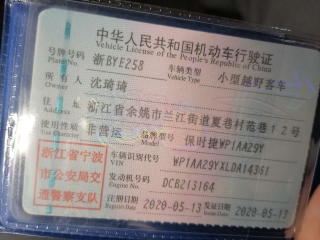 中华人民共和国机动车行驶证
Vehicle License of the People's Republic of China
号牌号码 浙BYE258 车辆类型 小型越野客车
Plate No. Vehicle Type
所有人 沈琦琦
Owner
住址 浙江省余姚市兰江街道夏巷村范巷12号
Address
使用性质 非营运 品牌型号 保时捷WP1AA29Y
Use Character Model
浙江省宁波 车辆识别代号 WP1AA29YXLDA14361
VIN
市公安局交 发动机号码 DCB213164
Engine No.
通警察支队 注册日期 2020-05-13 发证日期 2020-05-13
Register Date Issue Date